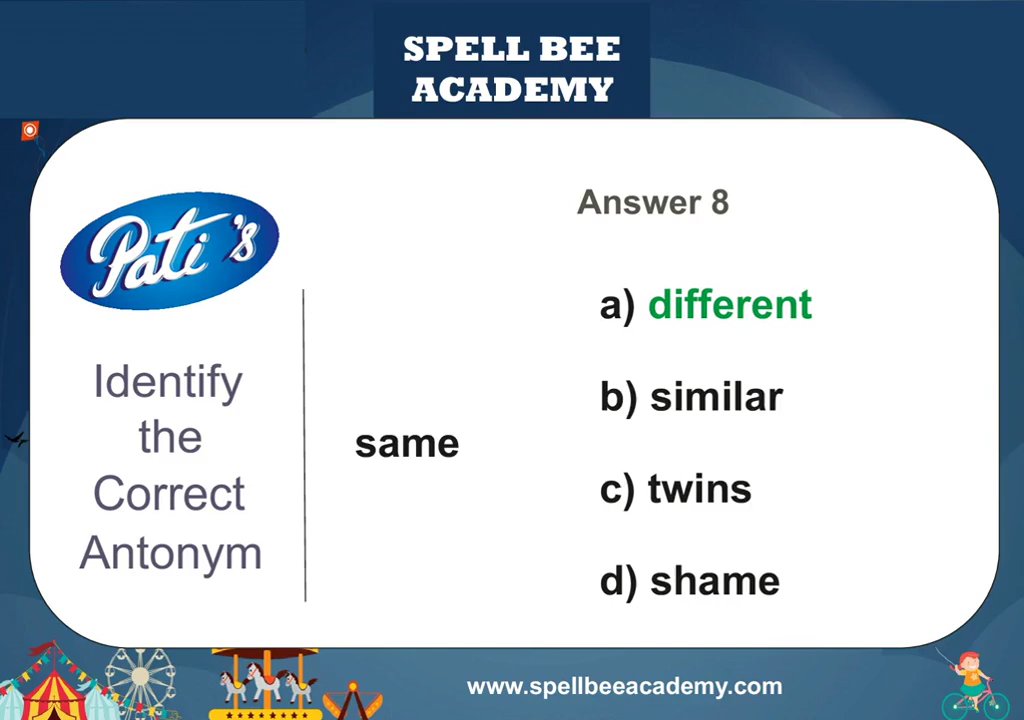 SPELL BEE
ACADEMY
Pati's
Identify
the
Correct
Antonym
same
Answer 8
a) different
b) similar
c) twins
d) shame
www.spellbeeacademy.com